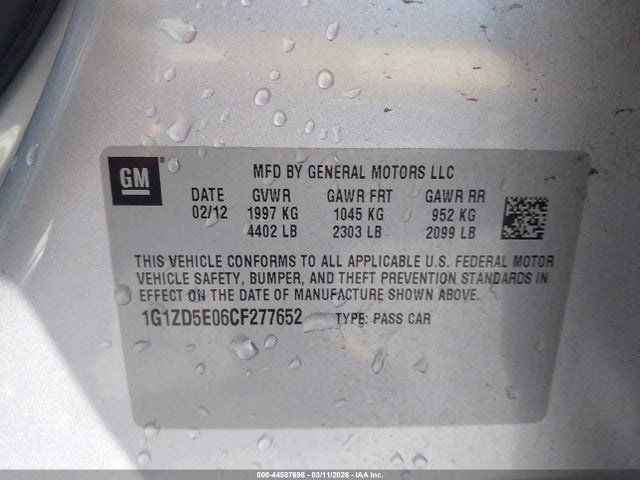 GM
MFD BY GENERAL MOTORS LLC
DATE GVWR GAWR FRT GAWR RR
02/12 1997 KG 1045 KG 952 KG
4402 LB 2303 LB 2099 LB
THIS VEHICLE CONFORMS TO ALL APPLICABLE U.S. FEDERAL MOTOR
VEHICLE SAFETY, BUMPER, AND THEFT PREVENTION STANDARDS IN
EFFECT ON THE DATE OF MANUFACTURE SHOWN ABOVE.
1G1ZD5E06CF277652 TYPE: PASS CAR
000-44587698 - 03/11/2026 - IAA Inc.